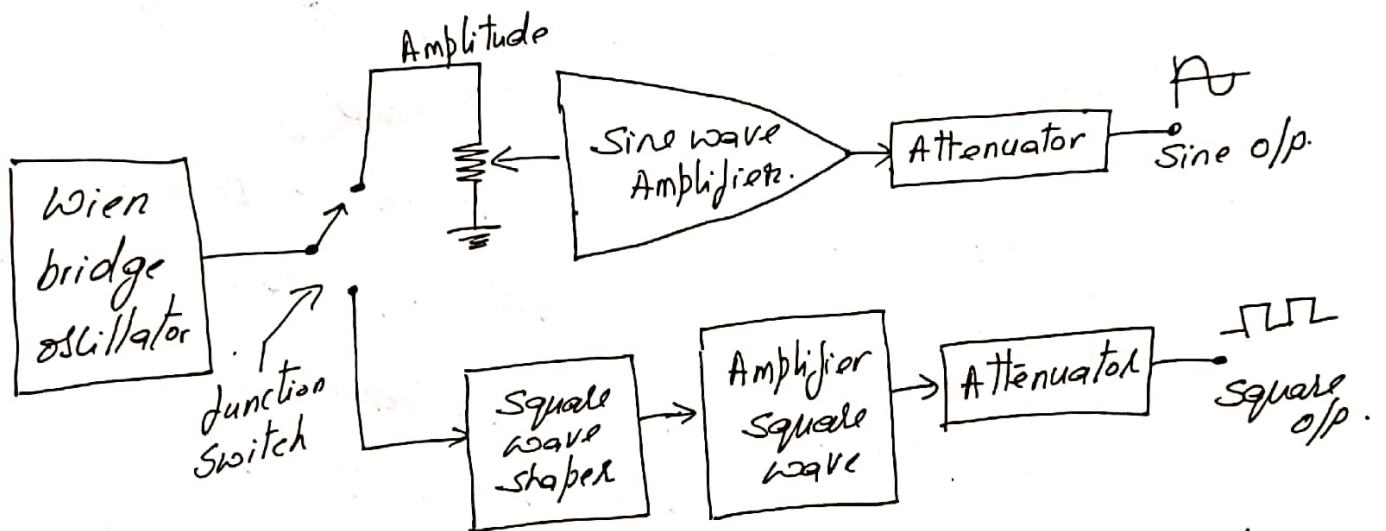 Amplitude
Wien
bridge
oscillator
function
Switch
Sine wave
Amplifier.
Attenuator
Sine o/p.
Square
wave
shaper
Amplifier
square
wave
Attenuator
Square
o/p.